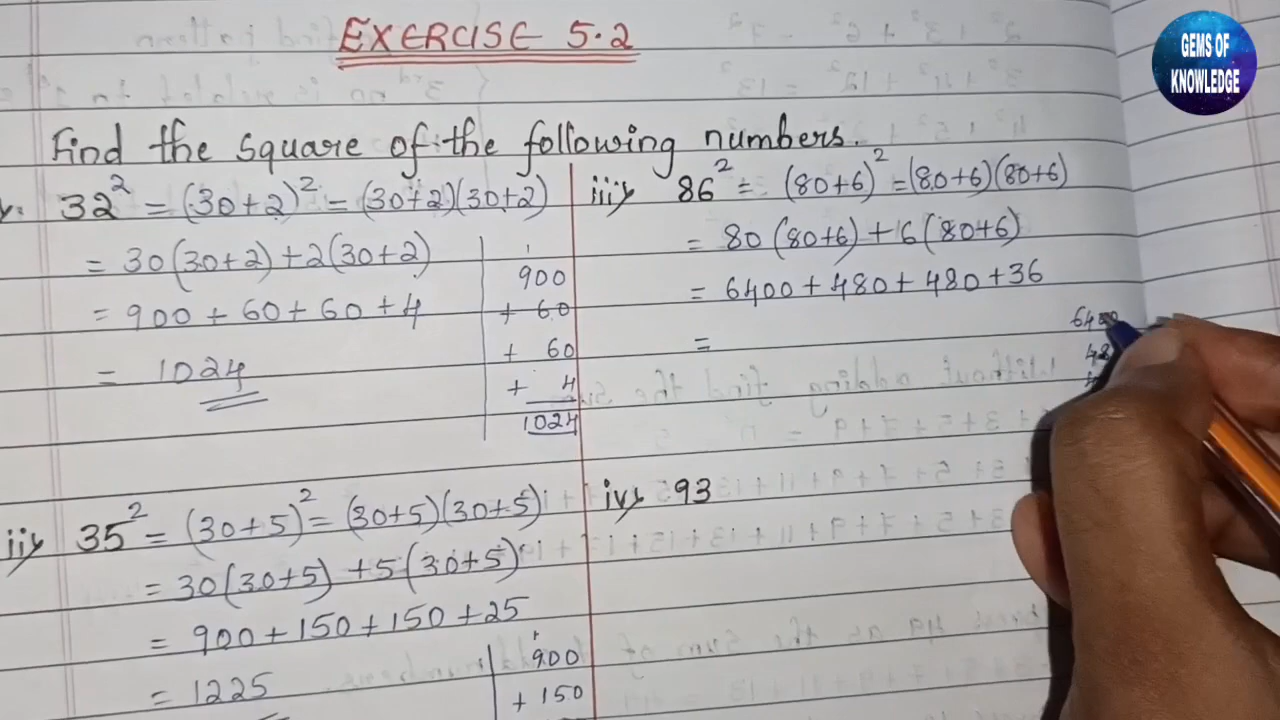 EXERCISE 5.2
GEMS OF
KNOWLEDGE
Find the square of the following numbers.
32² = (30+2)² = (30+2)(30+2)
= 30(30+2)+2(30+2)
= 900 + 60 + 60 + 4
= 1024
1
900
+ 60
+ 60
+ 4
1024
ii) 35² = (30+5)² = (30+5)(30+5)
= 30(30+5) +5(30+5)
= 900+150+150+25
= 1225
1
900
+ 150
iii) 86² = (80+6)² = (80+6)(80+6)
= 80(80+6)+6(80+6)
= 6400+480+480+36
=
iv) 93